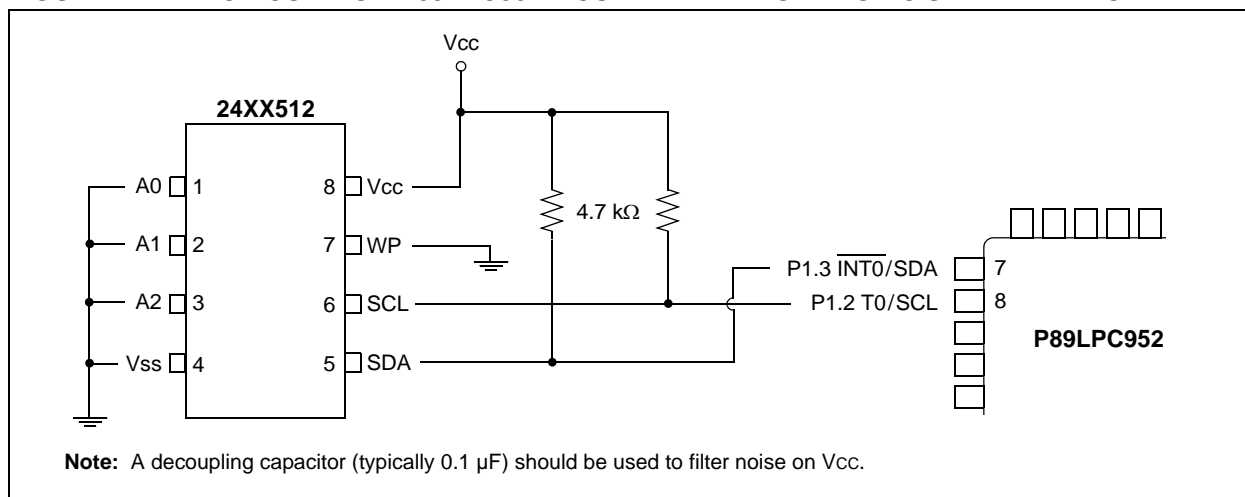 Vcc
24XX512
A0 1 8 Vcc
A1 2 7 WP
A2 3 6 SCL
Vss 4 5 SDA
4.7 kΩ
P1.3 INT0/SDA 7
P1.2 T0/SCL 8
P89LPC952
Note: A decoupling capacitor (typically 0.1 µF) should be used to filter noise on VCC.